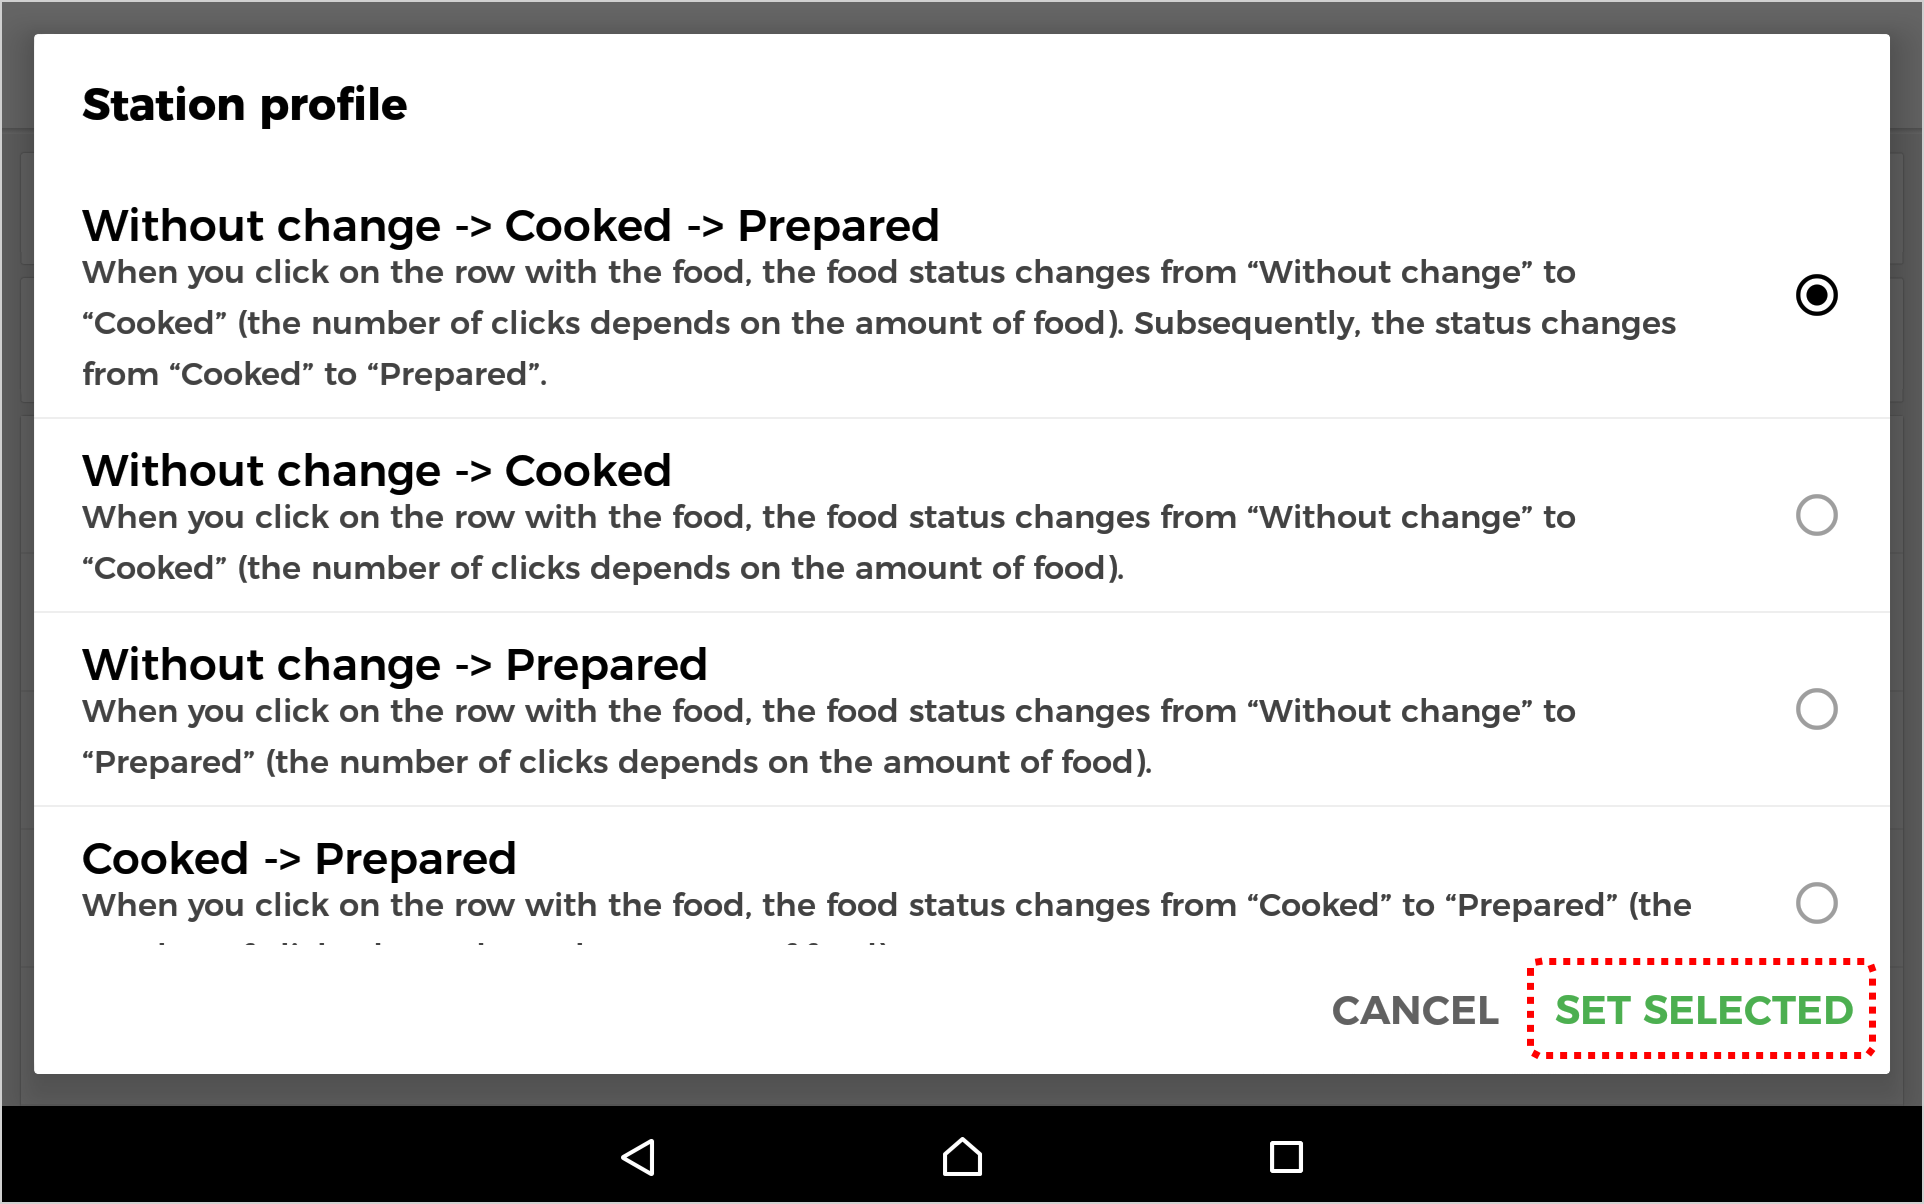 Station profile
Without change -> Cooked -> Prepared
When you click on the row with the food, the food status changes from “Without change” to
“Cooked” (the number of clicks depends on the amount of food). Subsequently, the status changes
from “Cooked” to “Prepared”.
Without change -> Cooked
When you click on the row with the food, the food status changes from “Without change” to
“Cooked” (the number of clicks depends on the amount of food).
Without change -> Prepared
When you click on the row with the food, the food status changes from “Without change” to
“Prepared” (the number of clicks depends on the amount of food).
Cooked -> Prepared
When you click on the row with the food, the food status changes from “Cooked” to “Prepared” (the
CANCEL SET SELECTED